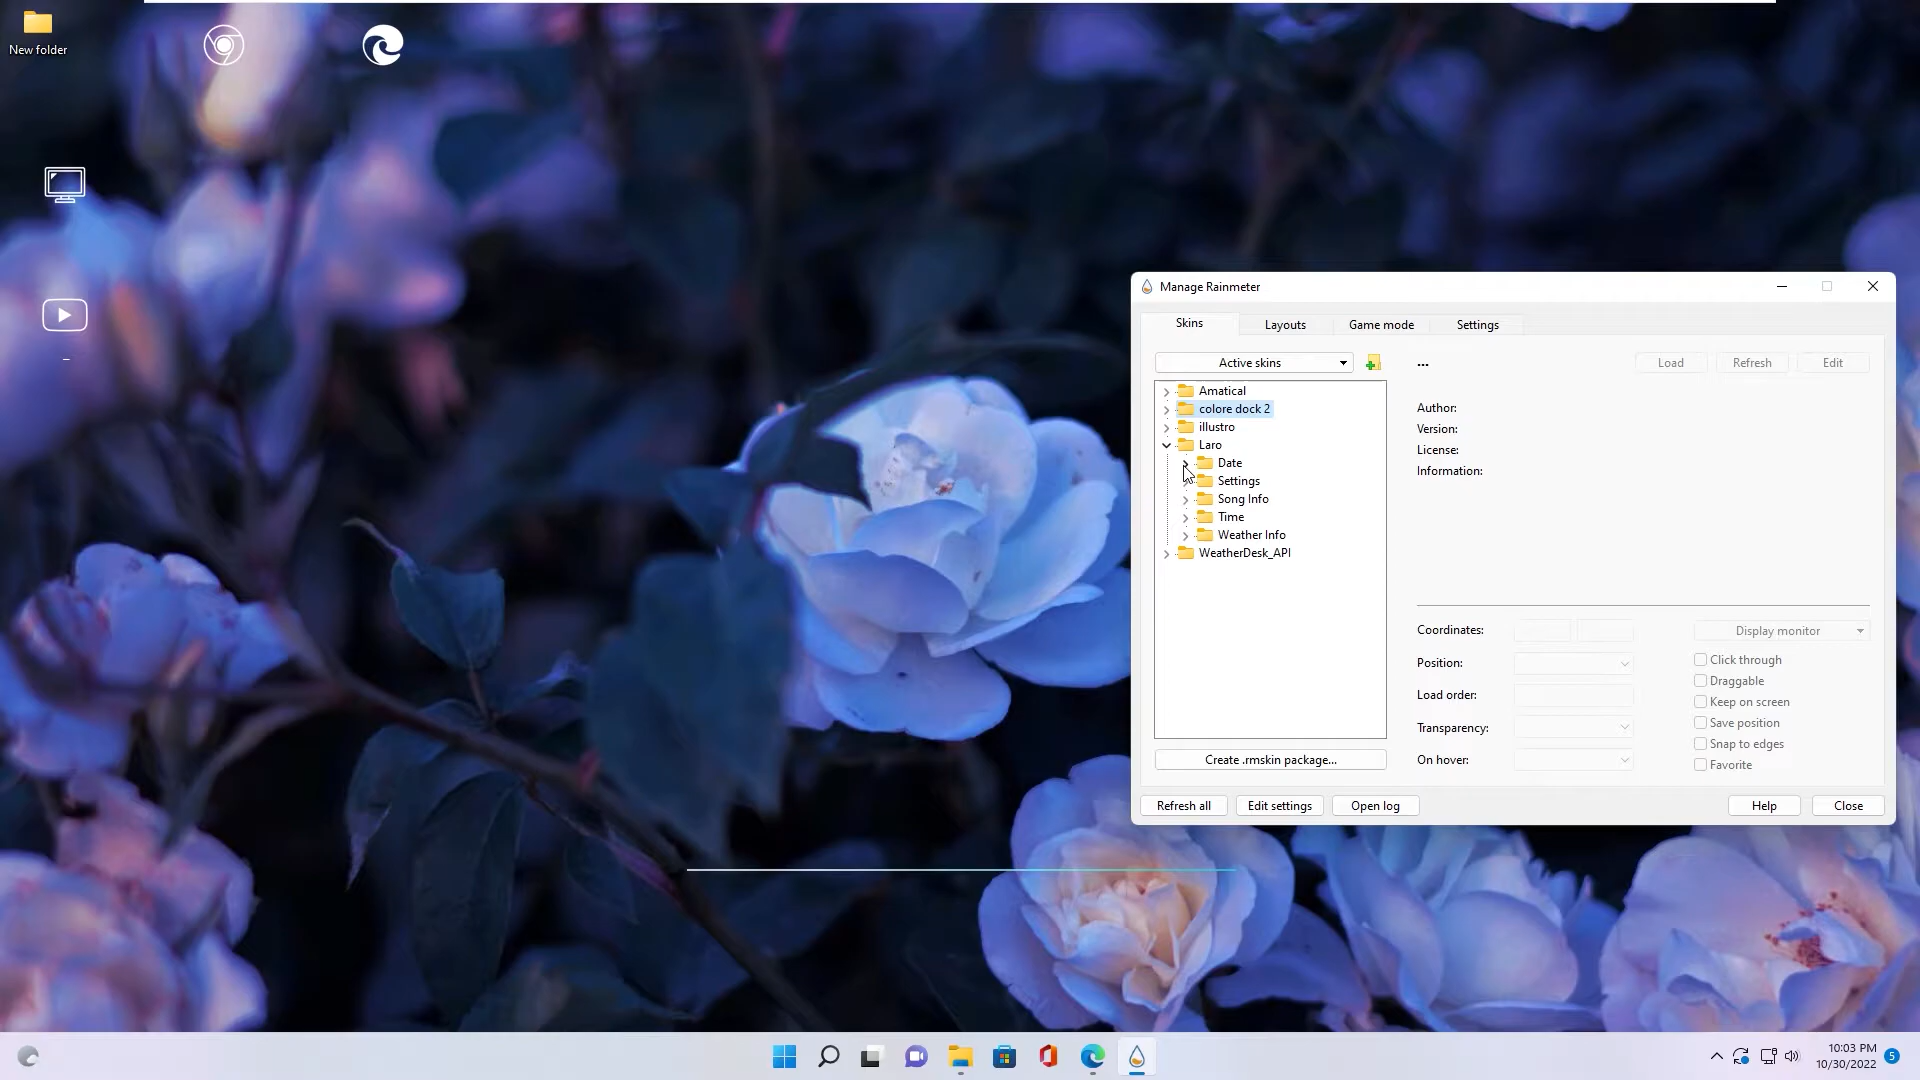 New folder
Manage Rainmeter
Skins
Layouts
Game mode
Settings
Active skins
...
Load
Refresh
Edit
Amatical
colore dock 2
illustro
Laro
Date
Settings
Song Info
Time
Weather Info
WeatherDesk_API
Author:
Version:
License:
Information:
Coordinates:
Display monitor
Position:
Load order:
Transparency:
On hover:
Click through
Draggable
Keep on screen
Save position
Snap to edges
Favorite
Create .rmskin package...
Refresh all
Edit settings
Open log
Help
Close
10:03 PM
10/30/2022
5